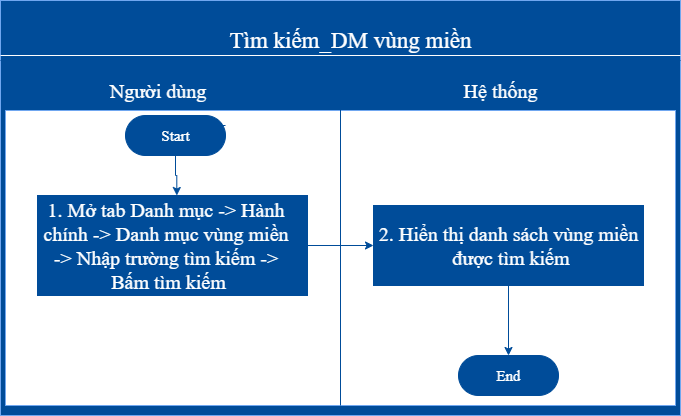 Tìm kiếm_DM vùng miền
Người dùng
Hệ thống
Start
1. Mở tab Danh mục -> Hành
chính -> Danh mục vùng miền
-> Nhập trường tìm kiếm ->
Bấm tìm kiếm
2. Hiển thị danh sách vùng miền
được tìm kiếm
End